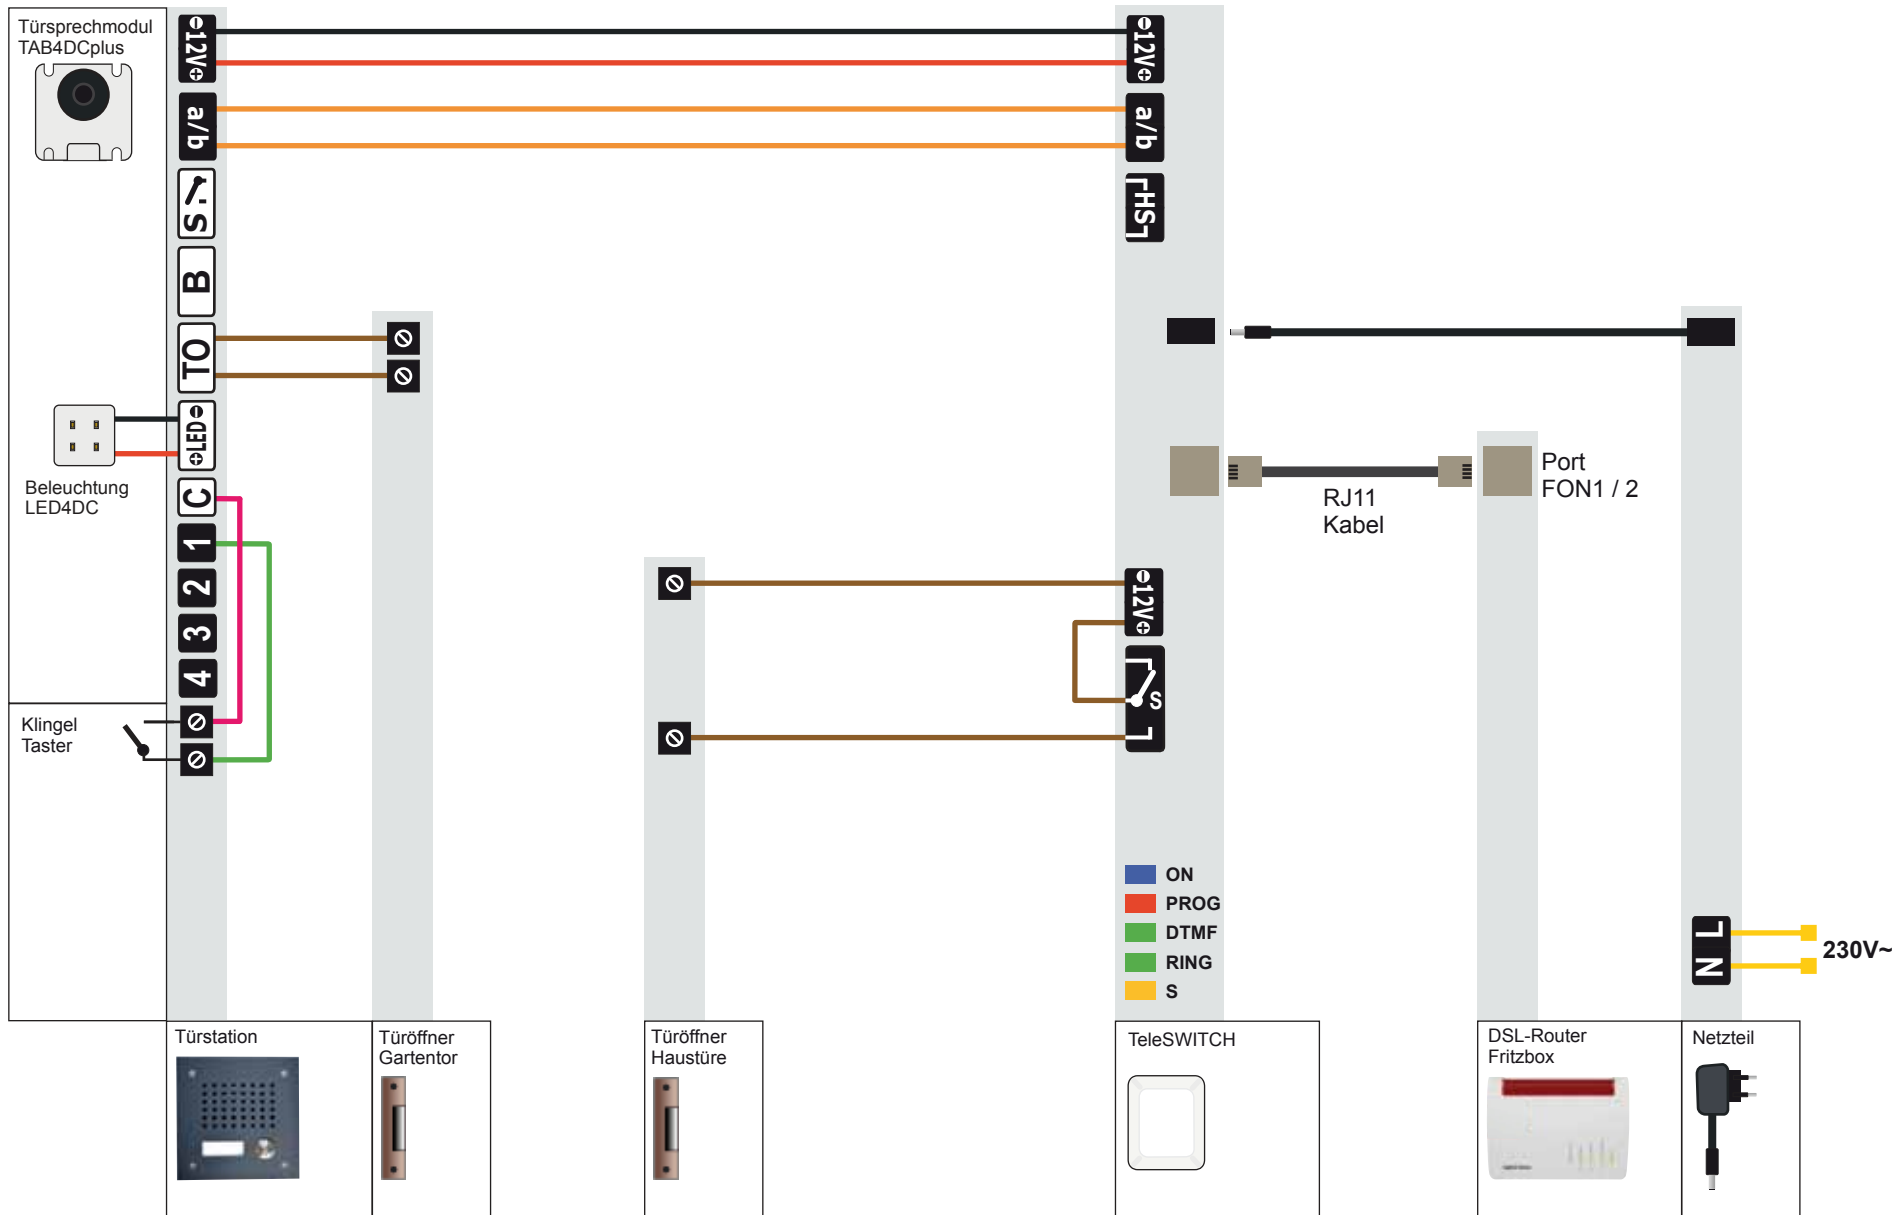 Türsprechmodul
TAB4DCplus
⊖12V⊕
a/b
S
B
TO
⊕LED⊖
C
1
2
3
4
Beleuchtung
LED4DC
Klingel
Taster
⊖12V⊕
a/b
HS
⊖12V⊕
S
RJ11
Kabel
Port
FON1 / 2
ON
PROG
DTMF
RING
S
N L
230V~
Türstation
Türöffner
Gartentor
Türöffner
Haustüre
TeleSWITCH
DSL-Router
Fritzbox
Netzteil